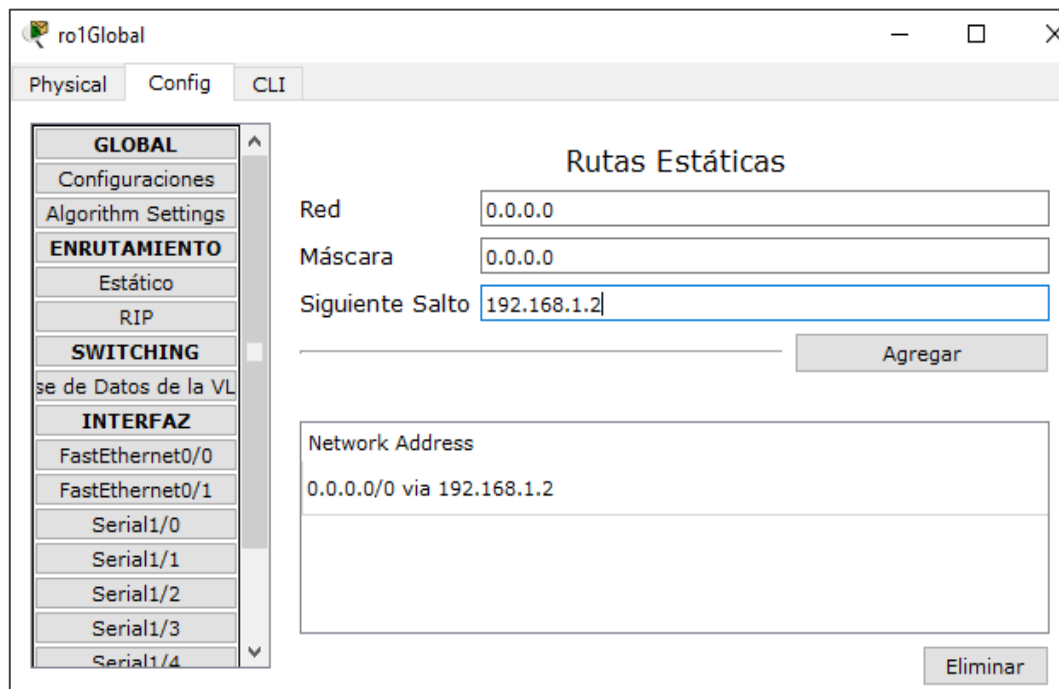 ro1Global
Physical Config CLI
GLOBAL
Configuraciones
Algorithm Settings
ENRUTAMIENTO
Estático
RIP
SWITCHING
se de Datos de la VL
INTERFAZ
FastEthernet0/0
FastEthernet0/1
Serial1/0
Serial1/1
Serial1/2
Serial1/3
Serial1/4
Rutas Estáticas
Red 0.0.0.0
Máscara 0.0.0.0
Siguiente Salto 192.168.1.2
Agregar
Network Address
0.0.0.0/0 via 192.168.1.2
Eliminar